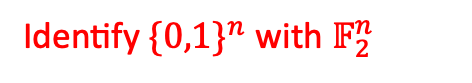 Identify {0,1}ⁿ with 𝔽₂ⁿ